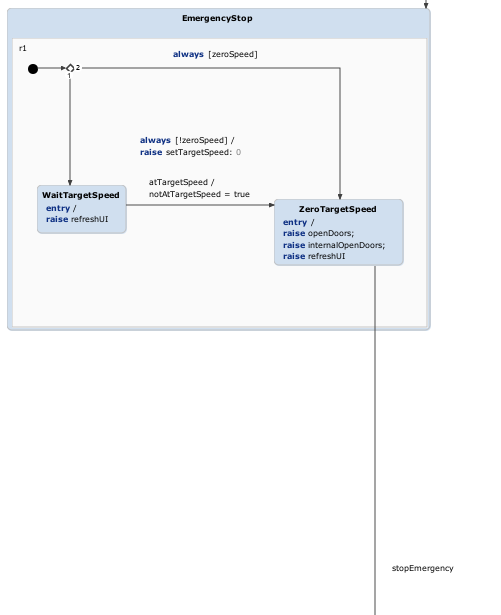 EmergencyStop
r1
always [zeroSpeed]
2
1
always [!zeroSpeed] /
raise setTargetSpeed: 0
atTargetSpeed /
notAtTargetSpeed = true
WaitTargetSpeed
entry /
raise refreshUI
ZeroTargetSpeed
entry /
raise openDoors;
raise internalOpenDoors;
raise refreshUI
stopEmergency